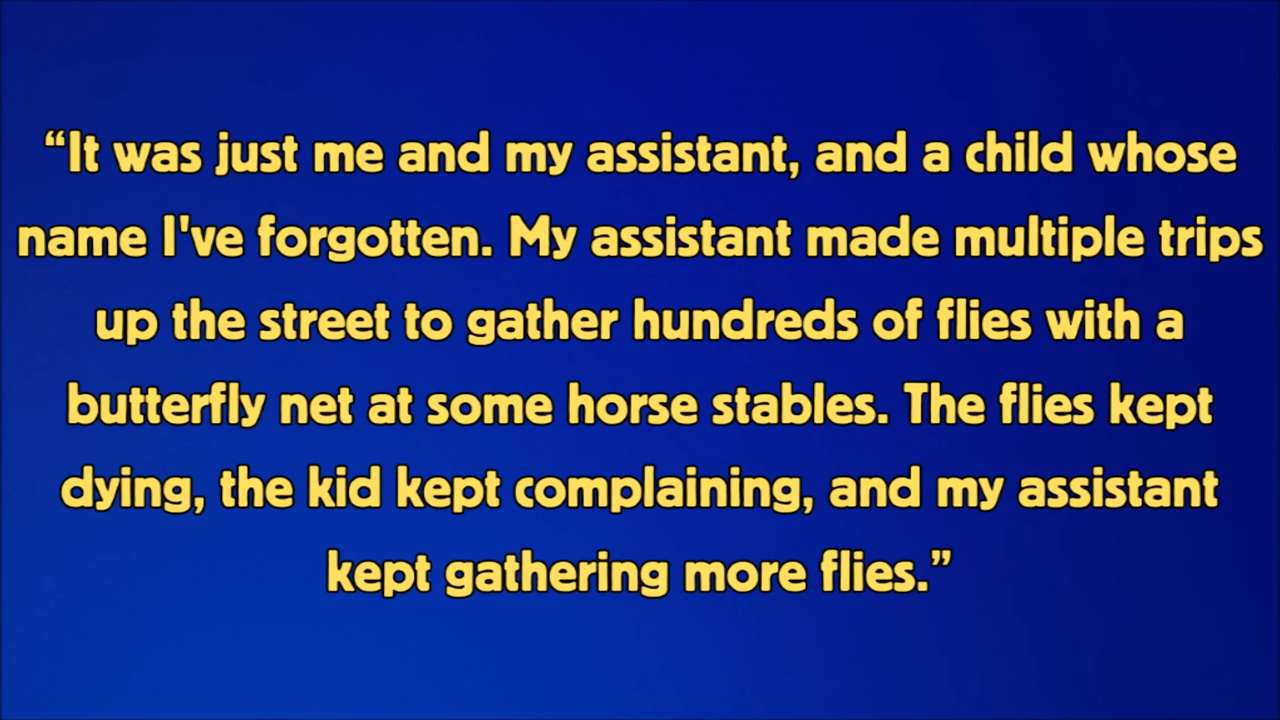 “It was just me and my assistant, and a child whose
name I've forgotten. My assistant made multiple trips
up the street to gather hundreds of flies with a
butterfly net at some horse stables. The flies kept
dying, the kid kept complaining, and my assistant
kept gathering more flies.”